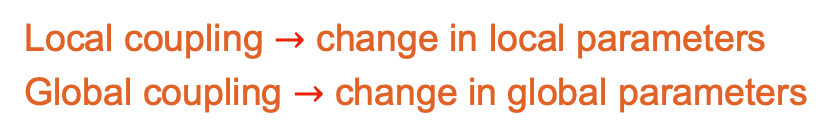 Local coupling → change in local parameters
Global coupling → change in global parameters